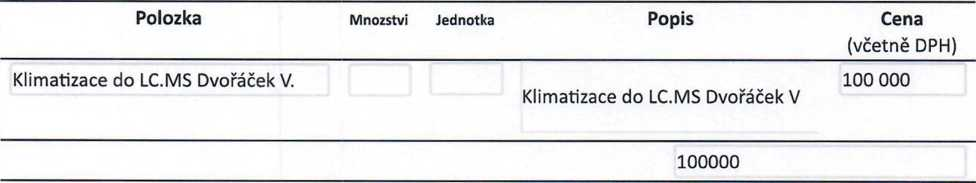 Polozka Mnozstvi Jednotka Popis Cena
(včetně DPH)
Klimatizace do LC.MS Dvořáček V. 100 000
Klimatizace do LC.MS Dvořáček V
100000